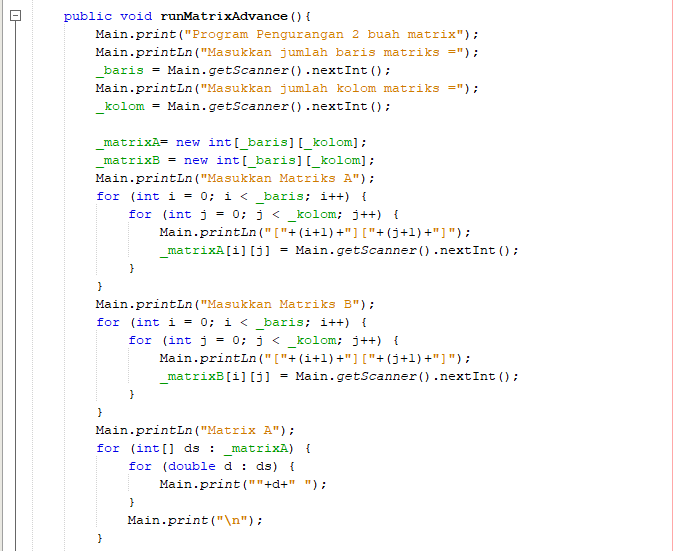 public void runMatrixAdvance(){
Main.print("Program Pengurangan 2 buah matrix");
Main.printLn("Masukkan jumlah baris matriks =");
_baris = Main.getScanner().nextInt();
Main.printLn("Masukkan jumlah kolom matriks =");
_kolom = Main.getScanner().nextInt();
_matrixA= new int[_baris][_kolom];
_matrixB = new int[_baris][_kolom];
Main.printLn("Masukkan Matriks A");
for (int i = 0; i < _baris; i++) {
for (int j = 0; j < _kolom; j++) {
Main.printLn("["+(i+1)+"]["+(j+1)+"]");
_matrixA[i][j] = Main.getScanner().nextInt();
}
}
Main.printLn("Masukkan Matriks B");
for (int i = 0; i < _baris; i++) {
for (int j = 0; j < _kolom; j++) {
Main.printLn("["+(i+1)+"]["+(j+1)+"]");
_matrixB[i][j] = Main.getScanner().nextInt();
}
}
Main.printLn("Matrix A");
for (int[] ds : _matrixA) {
for (double d : ds) {
Main.print(""+d+" ");
}
Main.print("\n");
}